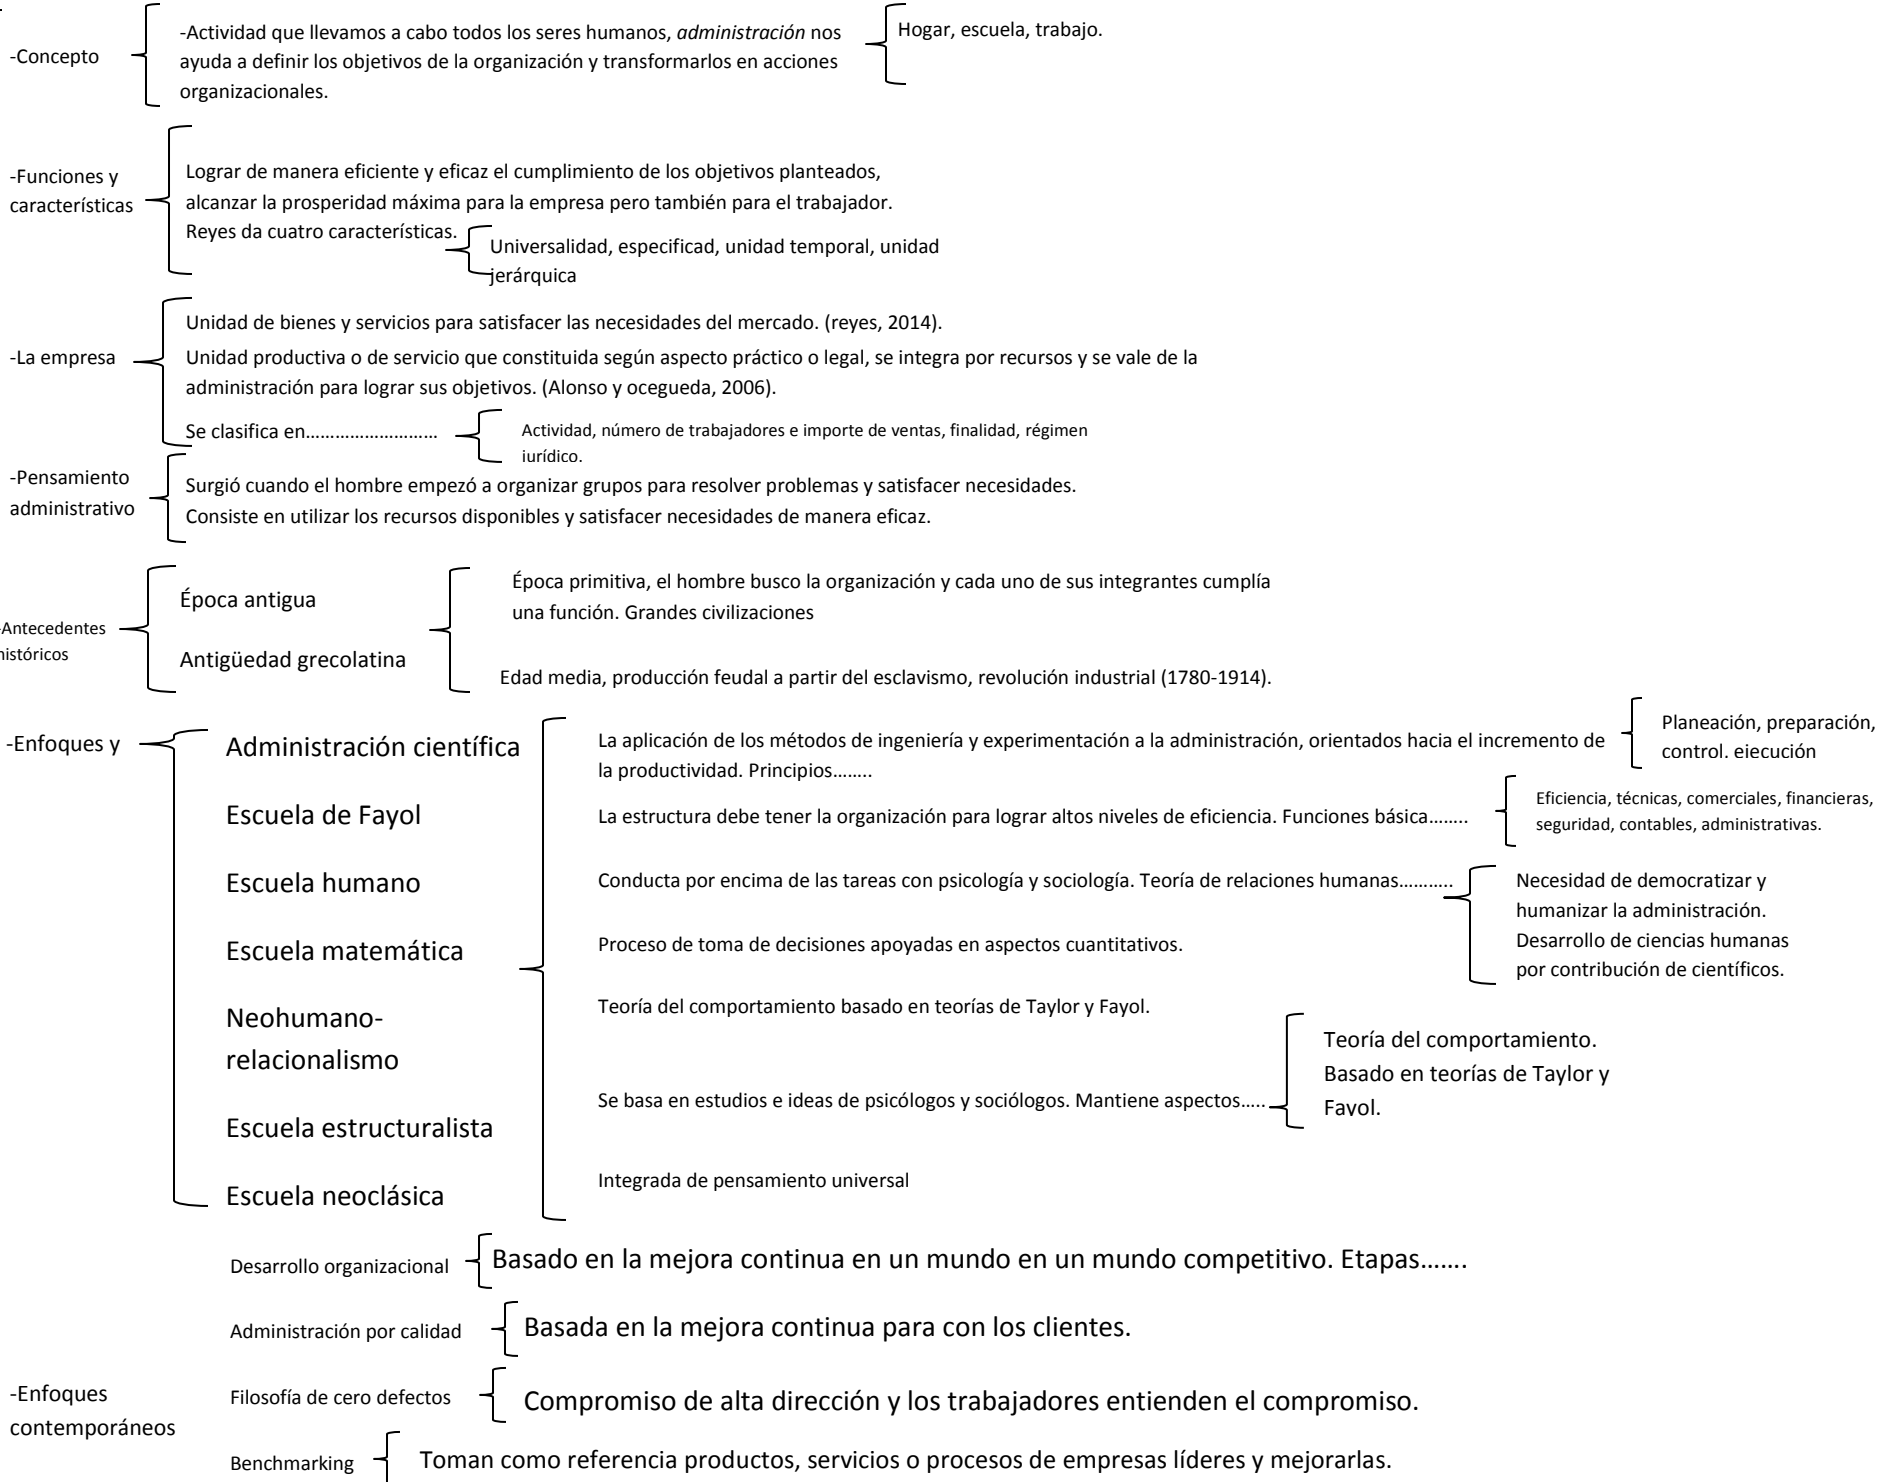 -Concepto
-Actividad que llevamos a cabo todos los seres humanos, administración nos
ayuda a definir los objetivos de la organización y transformarlos en acciones
organizacionales.
Hogar, escuela, trabajo.
-Funciones y
características
Lograr de manera eficiente y eficaz el cumplimiento de los objetivos planteados,
alcanzar la prosperidad máxima para la empresa pero también para el trabajador.
Reyes da cuatro características.
Universalidad, especificad, unidad temporal, unidad
jerárquica
-La empresa
Unidad de bienes y servicios para satisfacer las necesidades del mercado. (reyes, 2014).
Unidad productiva o de servicio que constituida según aspecto práctico o legal, se integra por recursos y se vale de la
administración para lograr sus objetivos. (Alonso y ocegueda, 2006).
Se clasifica en………………………
Actividad, número de trabajadores e importe de ventas, finalidad, régimen
jurídico.
-Pensamiento
administrativo
Surgió cuando el hombre empezó a organizar grupos para resolver problemas y satisfacer necesidades.
Consiste en utilizar los recursos disponibles y satisfacer necesidades de manera eficaz.
-Antecedentes
históricos
Época antigua
Antigüedad grecolatina
Época primitiva, el hombre busco la organización y cada uno de sus integrantes cumplía
una función. Grandes civilizaciones
Edad media, producción feudal a partir del esclavismo, revolución industrial (1780-1914).
-Enfoques y
Administración científica
La aplicación de los métodos de ingeniería y experimentación a la administración, orientados hacia el incremento de
la productividad. Principios……..
Planeación, preparación,
control, ejecución
Escuela de Fayol
La estructura debe tener la organización para lograr altos niveles de eficiencia. Funciones básica……..
Eficiencia, técnicas, comerciales, financieras,
seguridad, contables, administrativas.
Escuela humano
Conducta por encima de las tareas con psicología y sociología. Teoría de relaciones humanas………..
Necesidad de democratizar y
humanizar la administración.
Desarrollo de ciencias humanas
por contribución de científicos.
Escuela matemática
Proceso de toma de decisiones apoyadas en aspectos cuantitativos.
Neohumano-
relacionalismo
Teoría del comportamiento basado en teorías de Taylor y Fayol.
Escuela estructuralista
Se basa en estudios e ideas de psicólogos y sociólogos. Mantiene aspectos…..
Teoría del comportamiento.
Basado en teorías de Taylor y
Fayol.
Escuela neoclásica
Integrada de pensamiento universal
-Enfoques
contemporáneos
Desarrollo organizacional
Basado en la mejora continua en un mundo en un mundo competitivo. Etapas…….
Administración por calidad
Basada en la mejora continua para con los clientes.
Filosofía de cero defectos
Compromiso de alta dirección y los trabajadores entienden el compromiso.
Benchmarking
Toman como referencia productos, servicios o procesos de empresas líderes y mejorarlas.